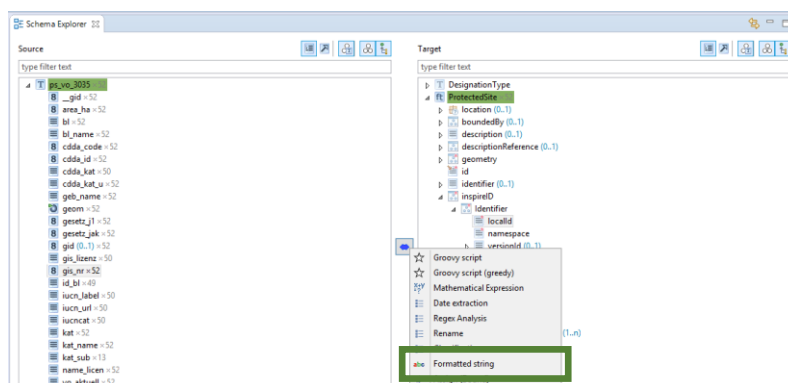 Schema Explorer
Source
type filter text
ps_vo_3035 ×52
__gid ×52
area_ha ×52
bl ×52
bl_name ×52
cdda_code ×52
cdda_id ×52
cdda_kat ×50
cdda_kat_u ×52
geb_name ×52
geom ×52
gesetz_j1 ×52
gesetz_jak ×52
gid (0..1) ×52
gis_lizenz ×50
gis_nr ×52
id_bl ×49
iucn_label ×50
iucn_url ×50
iucncat ×50
kat ×52
kat_name ×52
kat_sub ×13
name_licen ×52
Target
type filter text
DesignationType
ProtectedSite
location (0..1)
boundedBy (0..1)
description (0..1)
descriptionReference (0..1)
geometry
id
identifier (0..1)
inspireID
Identifier
localId
namespace
versionId (0..1)
Groovy script
Groovy script (greedy)
Mathematical Expression
Date extraction
Regex Analysis
Rename
(1..n)
abc Formatted string